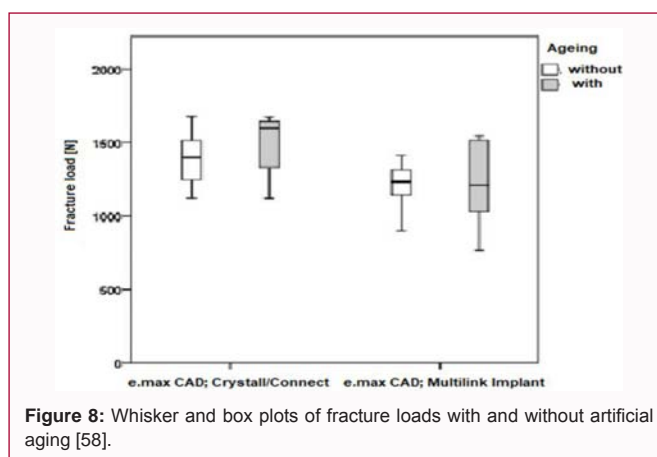 Ageing
without
with
Fracture load [N]
2000
1500
1000
500
0
e.max CAD; Crystall/Connect
e.max CAD; Multilink Implant
Figure 8: Whisker and box plots of fracture loads with and without artificial
aging [58].